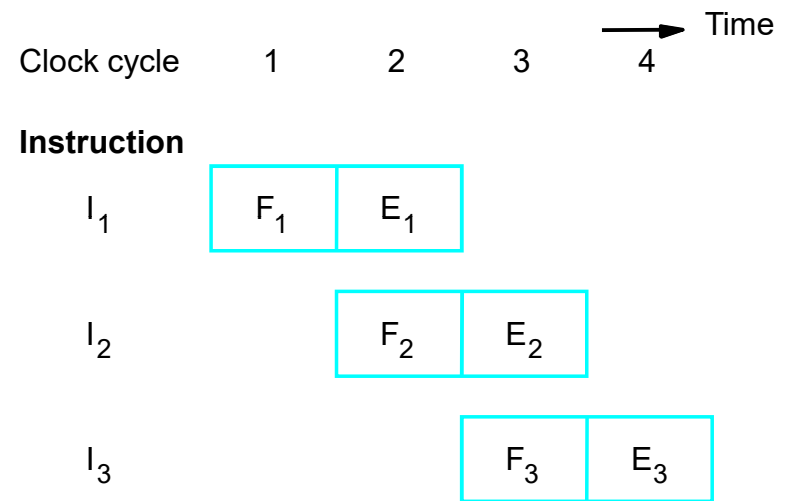 Time
Clock cycle 1 2 3 4
Instruction
I1 F1 E1
I2 F2 E2
I3 F3 E3